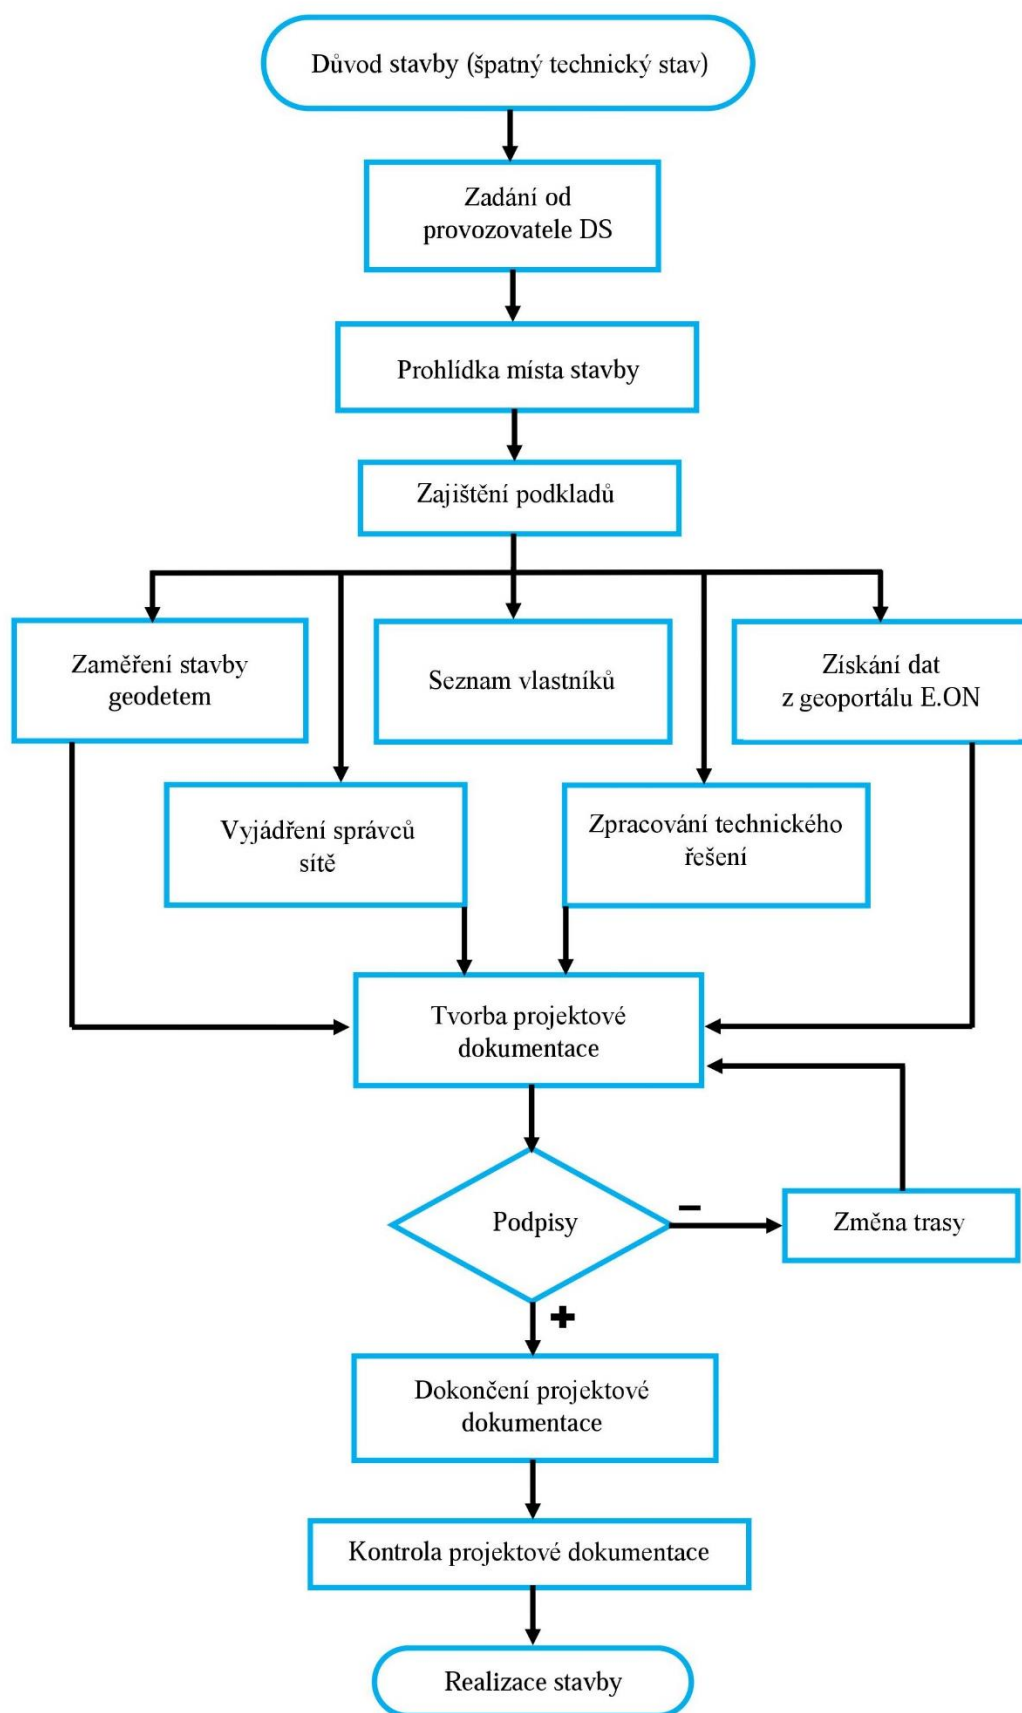 Důvod stavby (špatný technický stav)
Zadání od
provozovatele DS
Prohlídka místa stavby
Zajištění podkladů
Zaměření stavby
geodetem
Seznam vlastníků
Získání dat
z geoportálu E.ON
Vyjádření správců
sítě
Zpracování technického
řešení
Tvorba projektové
dokumentace
Podpisy
−
Změna trasy
+
Dokončení projektové
dokumentace
Kontrola projektové dokumentace
Realizace stavby